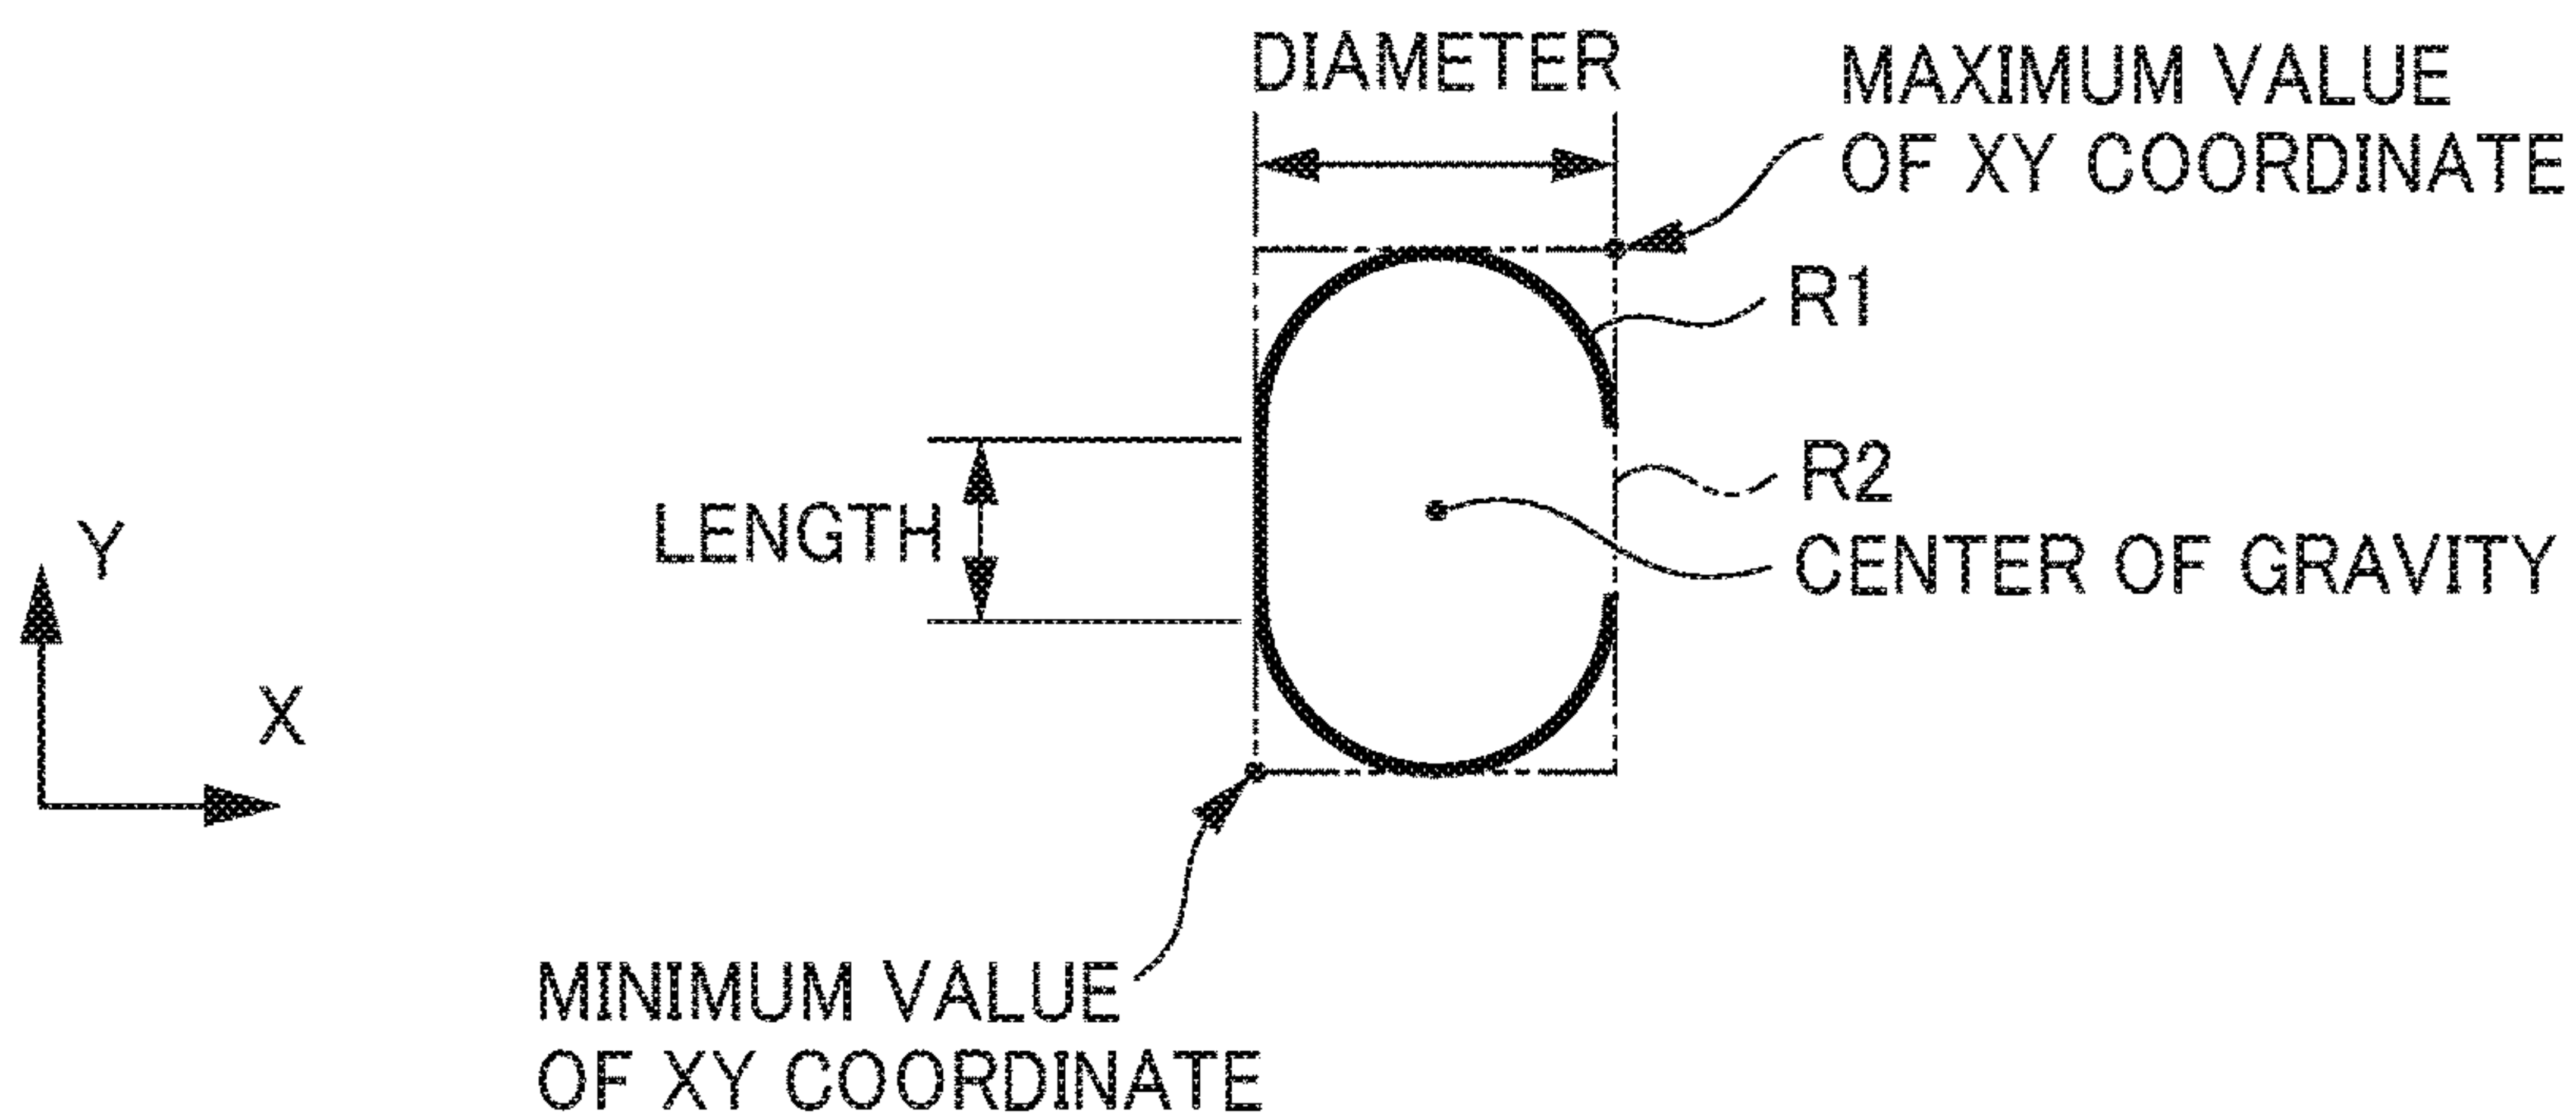 DIAMETER
MAXIMUM VALUE
OF XY COORDINATE
R1
R2
LENGTH
CENTER OF GRAVITY
Y
X
MINIMUM VALUE
OF XY COORDINATE